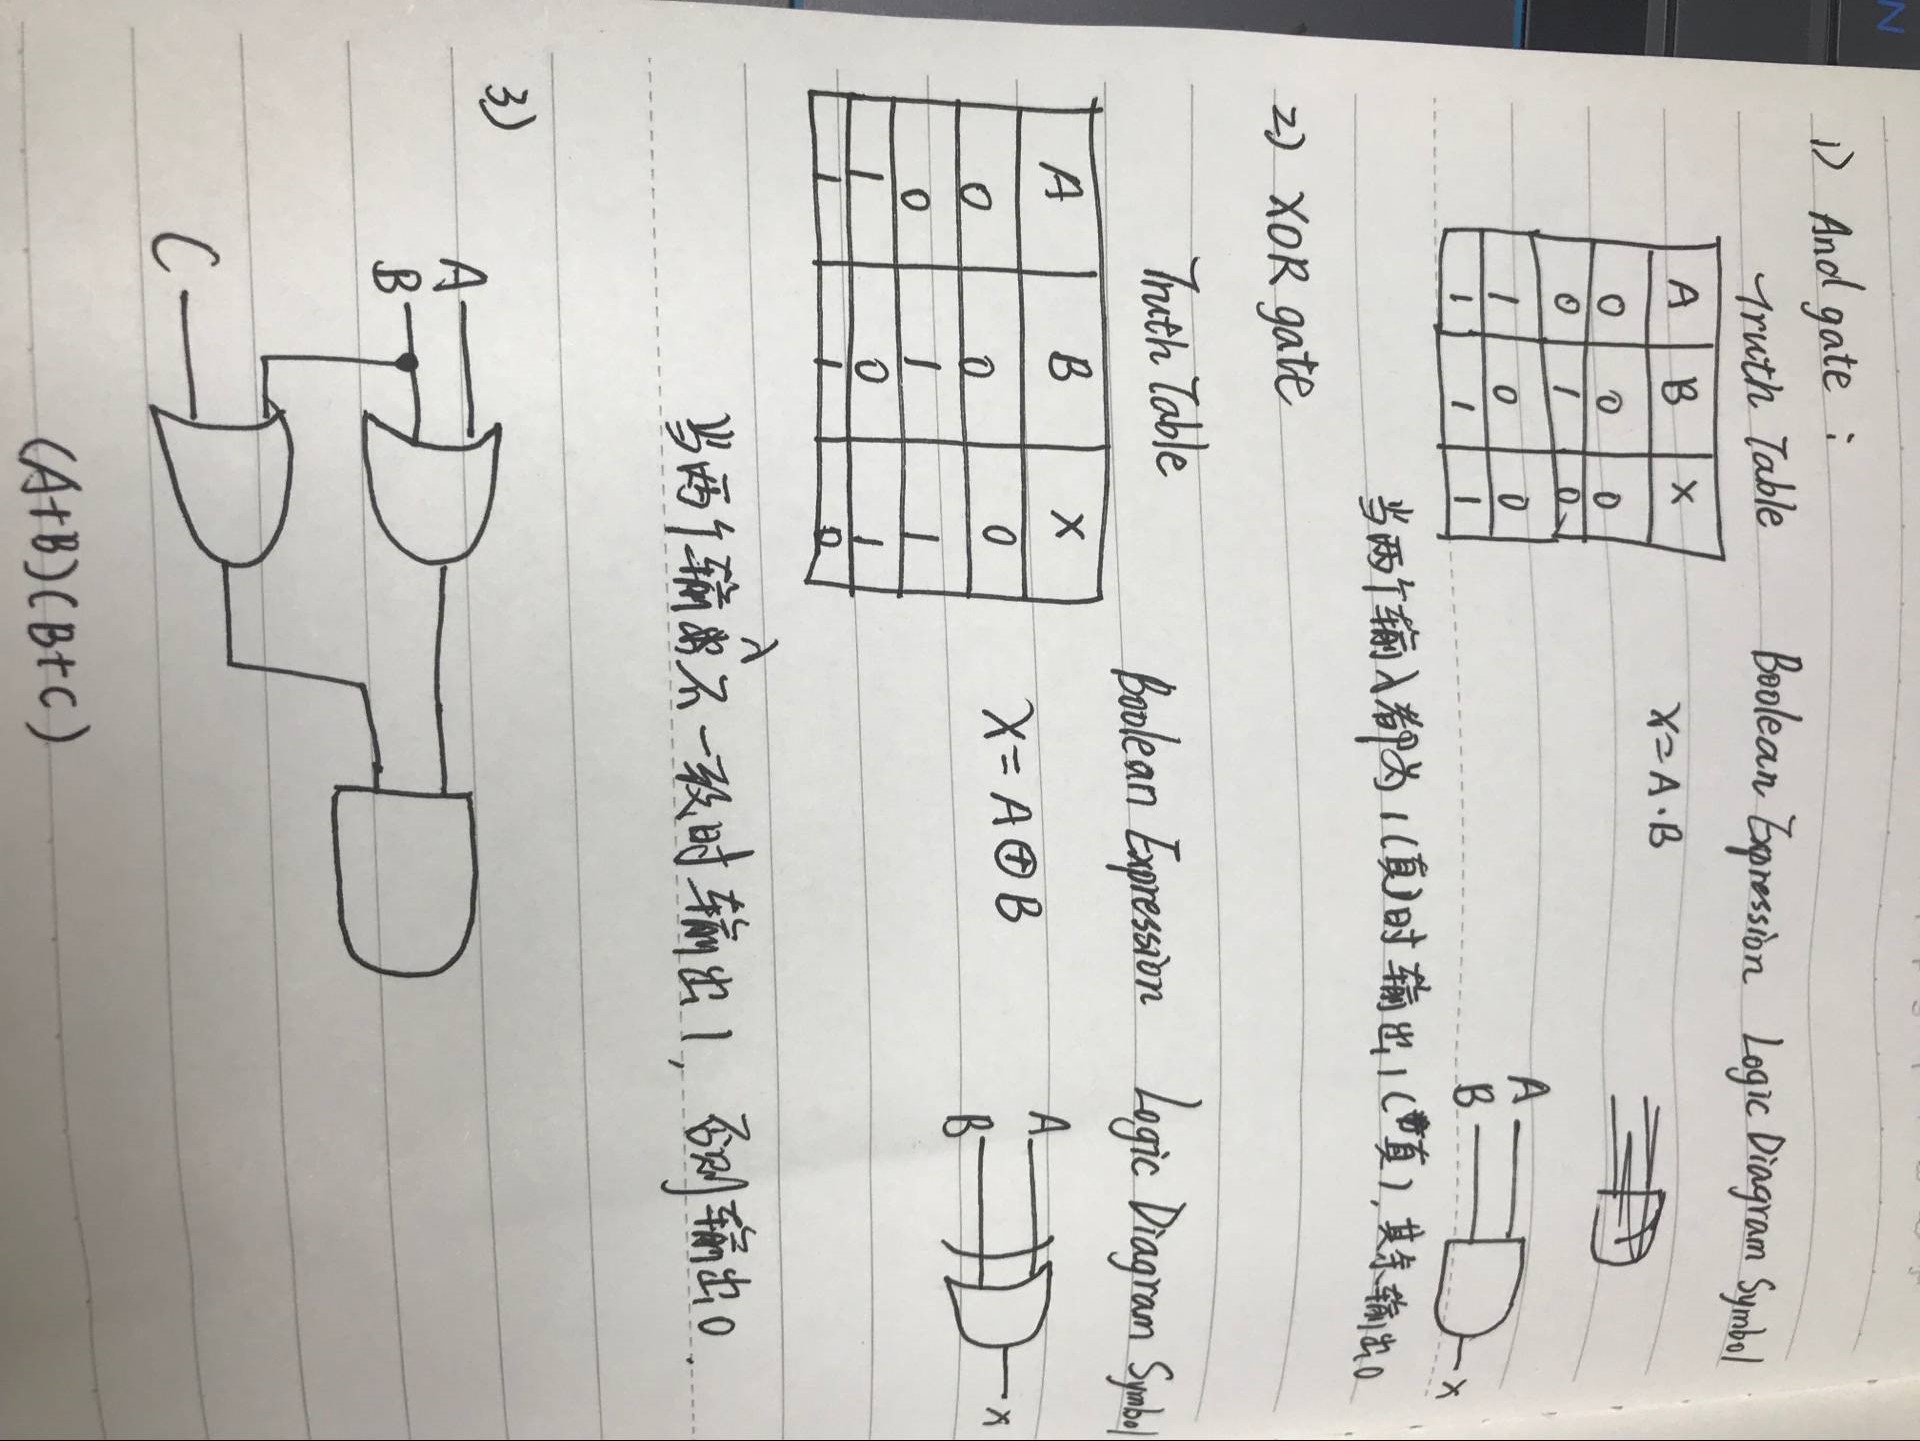 1) And gate :
Truth Table Boolean Expression Logic Diagram Symbol
A B X
0 0 0
0 1 0
1 0 0
1 1 1
X = A · B
A
B
X
当两个输入都为1(真)时输出1(真),其余输出0
2) XOR gate
Truth Table Boolean Expression Logic Diagram Symbol
A B X
0 0 0
0 1 1
1 0 1
1 1 0
X = A ⊕ B
A
B
X
当两个输入不一致时输出1,否则输出0.
3)
A
B
C
(A+B)(B+C)